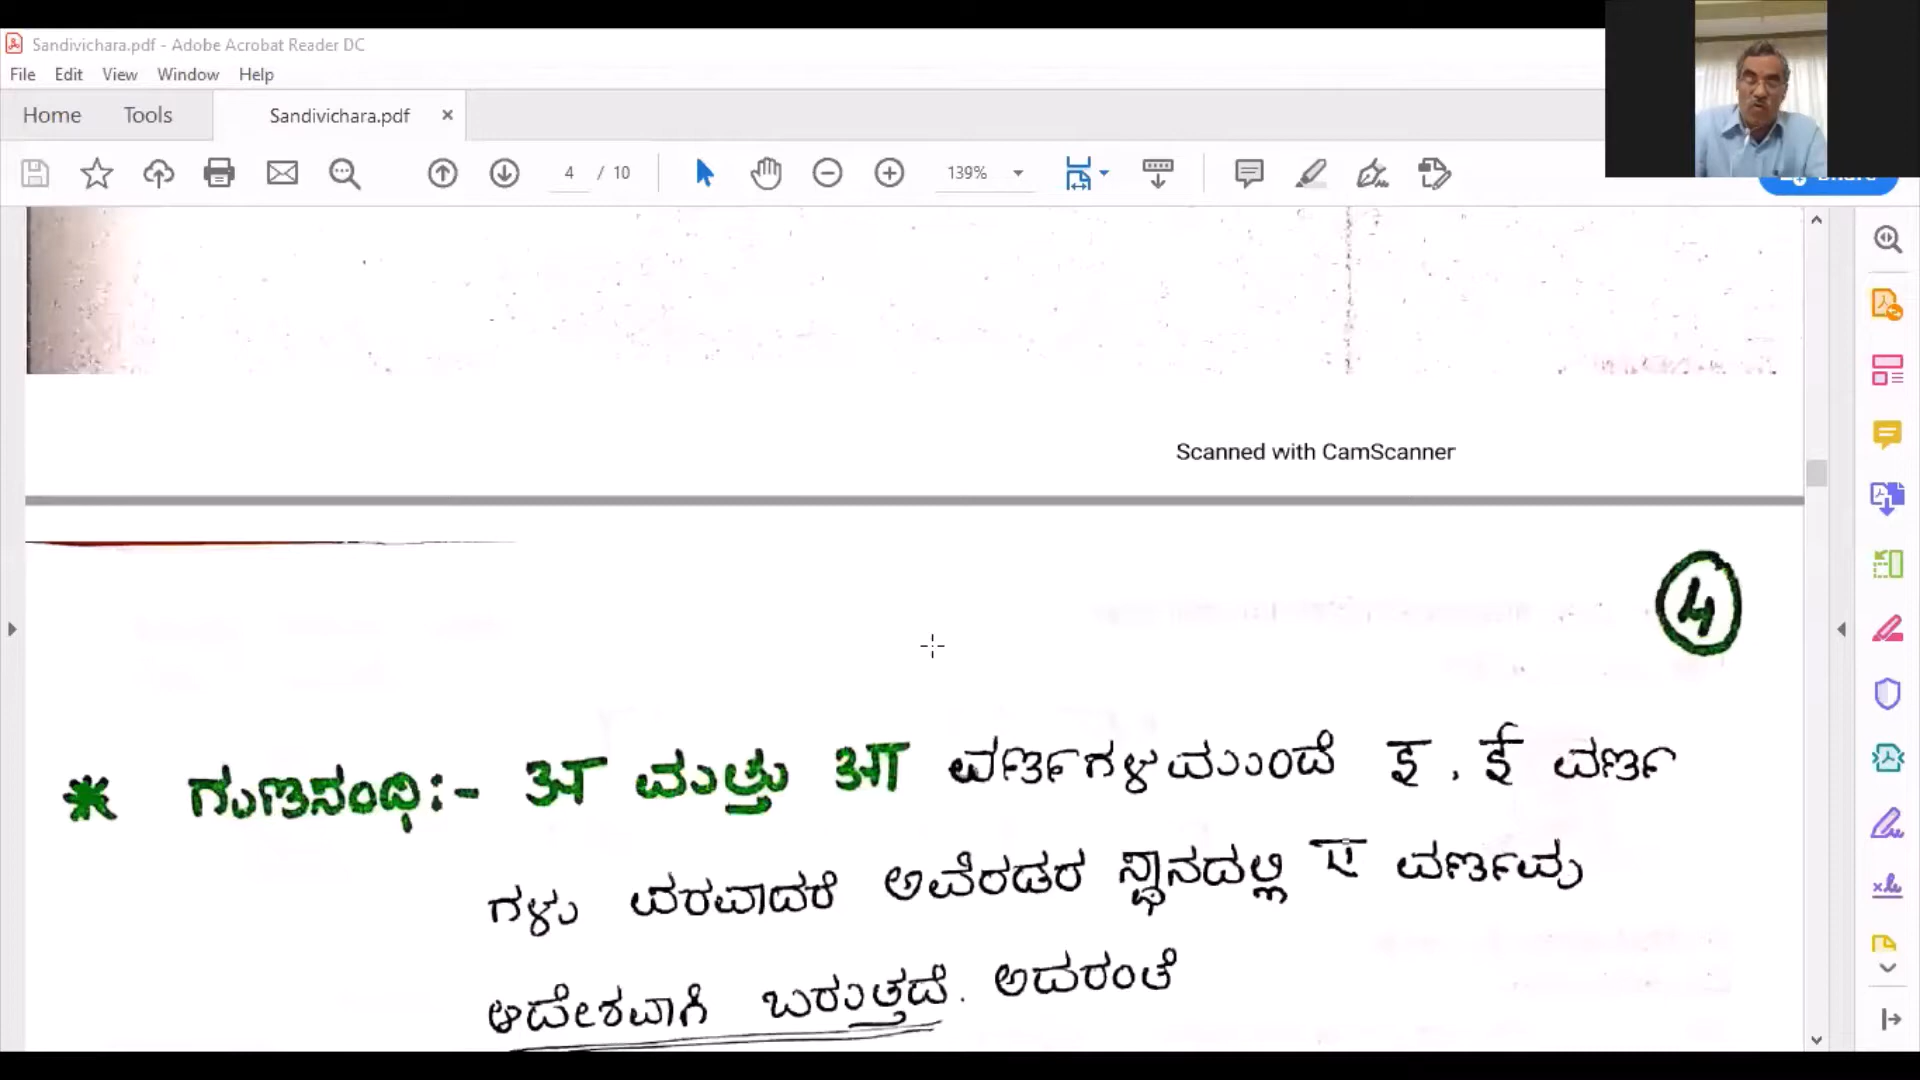 Sandivichara.pdf - Adobe Acrobat Reader DC
File Edit View Window Help
Home Tools Sandivichara.pdf ×
4 / 10 139%
Scanned with CamScanner
4
* ಗುಣಸಂಧಿ:- अ ಮತ್ತು आ ವರ್ಣಗಳಮುಂದೆ इ, ई ವರ್ಣ
ಗಳು ಪರವಾದರೆ ಅವೆರಡರ ಸ್ಥಾನದಲ್ಲಿ ए ವರ್ಣವು
ಆದೇಶವಾಗಿ ಬರುತ್ತದೆ. ಅದರಂತೆ